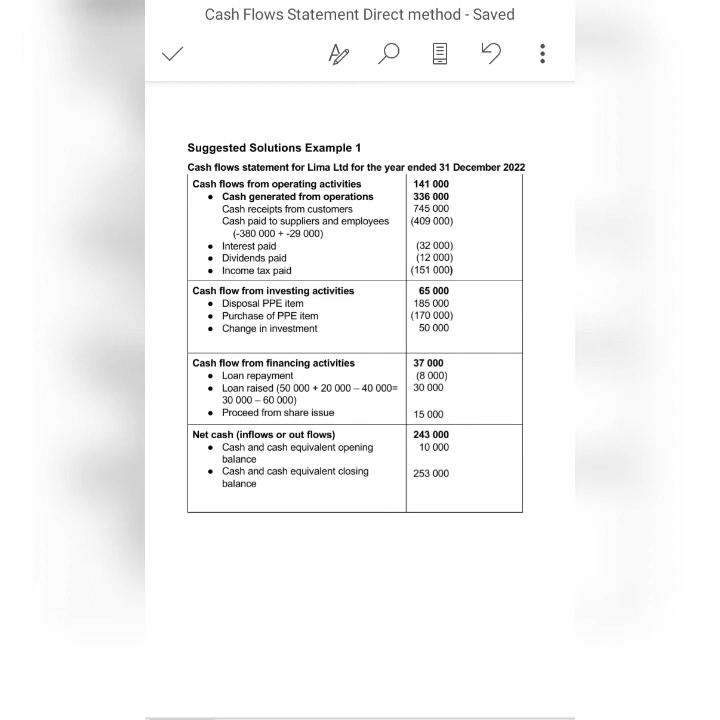 Cash Flows Statement Direct method - Saved
Suggested Solutions Example 1
Cash flows statement for Lima Ltd for the year ended 31 December 2022
Cash flows from operating activities 141 000
• Cash generated from operations 336 000
Cash receipts from customers 745 000
Cash paid to suppliers and employees (409 000)
(-380 000 + -29 000)
• Interest paid (32 000)
• Dividends paid (12 000)
• Income tax paid (151 000)
Cash flow from investing activities 65 000
• Disposal PPE item 185 000
• Purchase of PPE item (170 000)
• Change in investment 50 000
Cash flow from financing activities 37 000
• Loan repayment (8 000)
• Loan raised (50 000 + 20 000 – 40 000= 30 000
30 000 – 60 000)
• Proceed from share issue 15 000
Net cash (inflows or out flows) 243 000
• Cash and cash equivalent opening 10 000
balance
• Cash and cash equivalent closing 253 000
balance